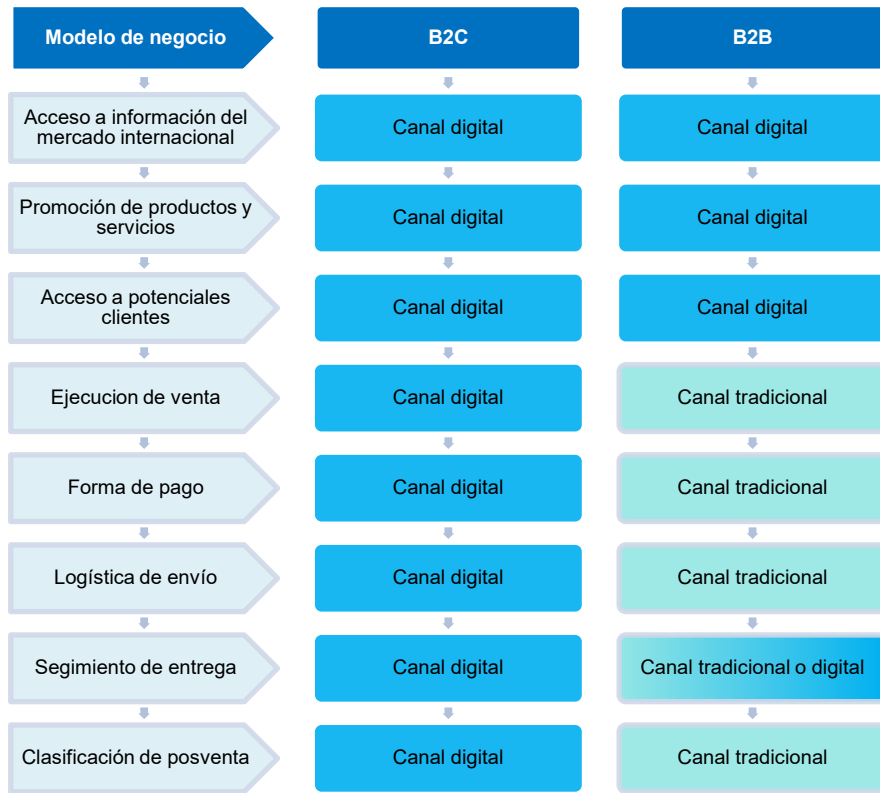 Modelo de negocio
B2C
B2B
Acceso a información del
mercado internacional
Canal digital
Canal digital
Promoción de productos y
servicios
Canal digital
Canal digital
Acceso a potenciales
clientes
Canal digital
Canal digital
Ejecucion de venta
Canal digital
Canal tradicional
Forma de pago
Canal digital
Canal tradicional
Logística de envío
Canal digital
Canal tradicional
Segimiento de entrega
Canal digital
Canal tradicional o digital
Clasificación de posventa
Canal digital
Canal tradicional